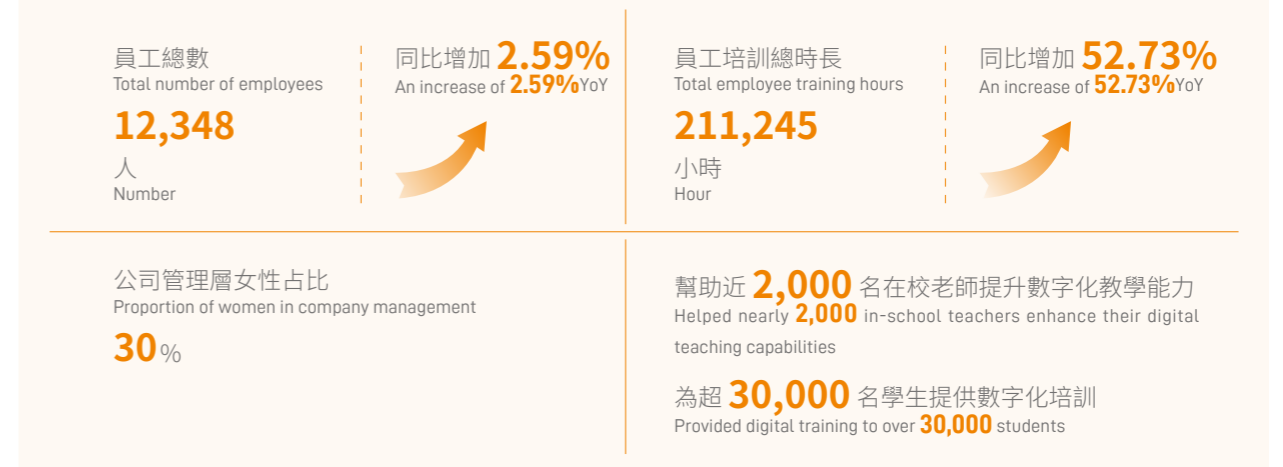 員工總數
Total number of employees
12,348
人
Number
同比增加 2.59%
An increase of 2.59%YoY
員工培訓總時長
Total employee training hours
211,245
小時
Hour
同比增加 52.73%
An increase of 52.73%YoY
公司管理層女性占比
Proportion of women in company management
30%
幫助近 2,000 名在校老師提升數字化教學能力
Helped nearly 2,000 in-school teachers enhance their digital
teaching capabilities
為超 30,000 名學生提供數字化培訓
Provided digital training to over 30,000 students